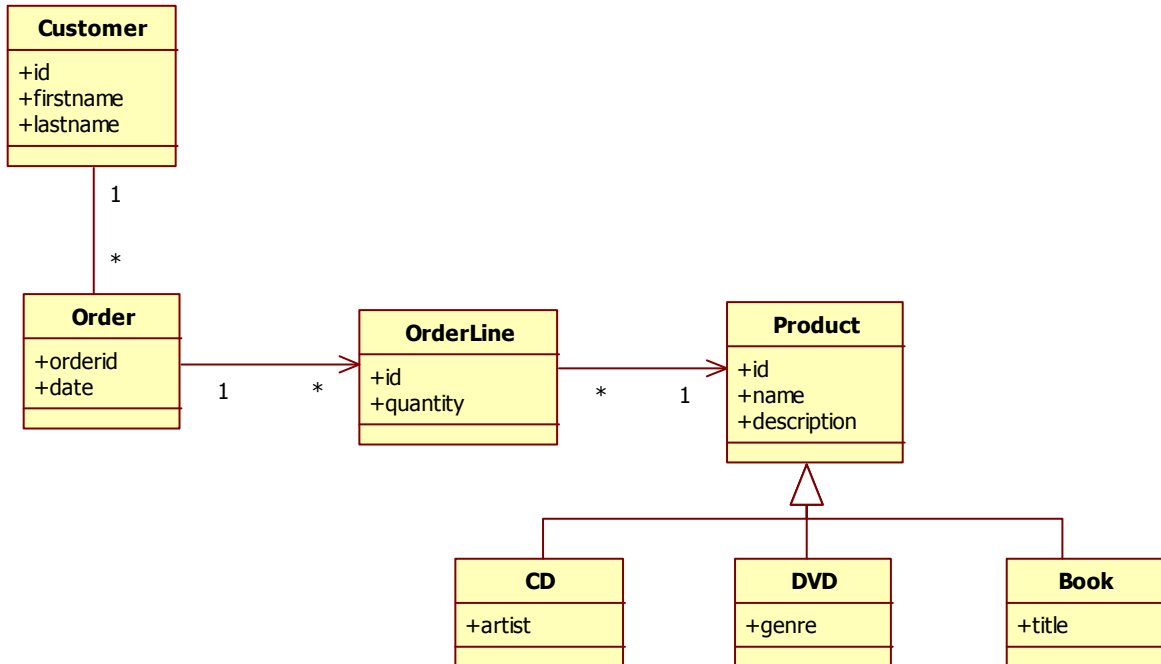 Customer
+id
+firstname
+lastname
1
*
Order
+orderid
+date
1
*
OrderLine
+id
+quantity
*
1
Product
+id
+name
+description
CD
+artist
DVD
+genre
Book
+title